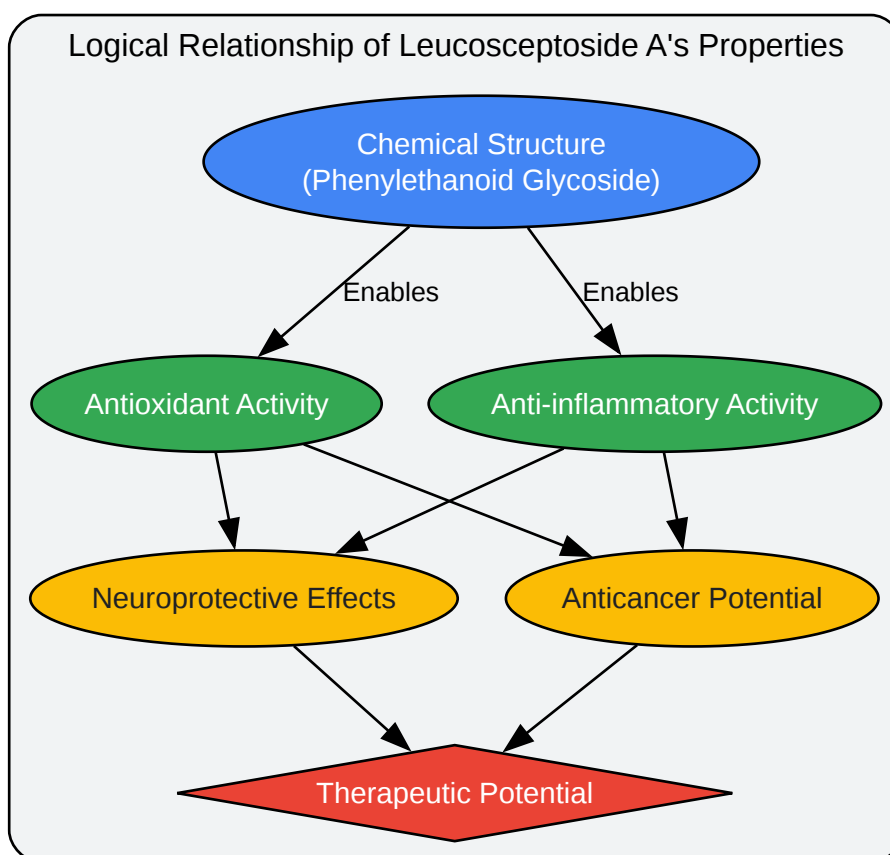 Logical Relationship of Leucosceptoside A's Properties
Chemical Structure
(Phenylethanoid Glycoside)
Enables
Enables
Antioxidant Activity
Anti-inflammatory Activity
Neuroprotective Effects
Anticancer Potential
Therapeutic Potential